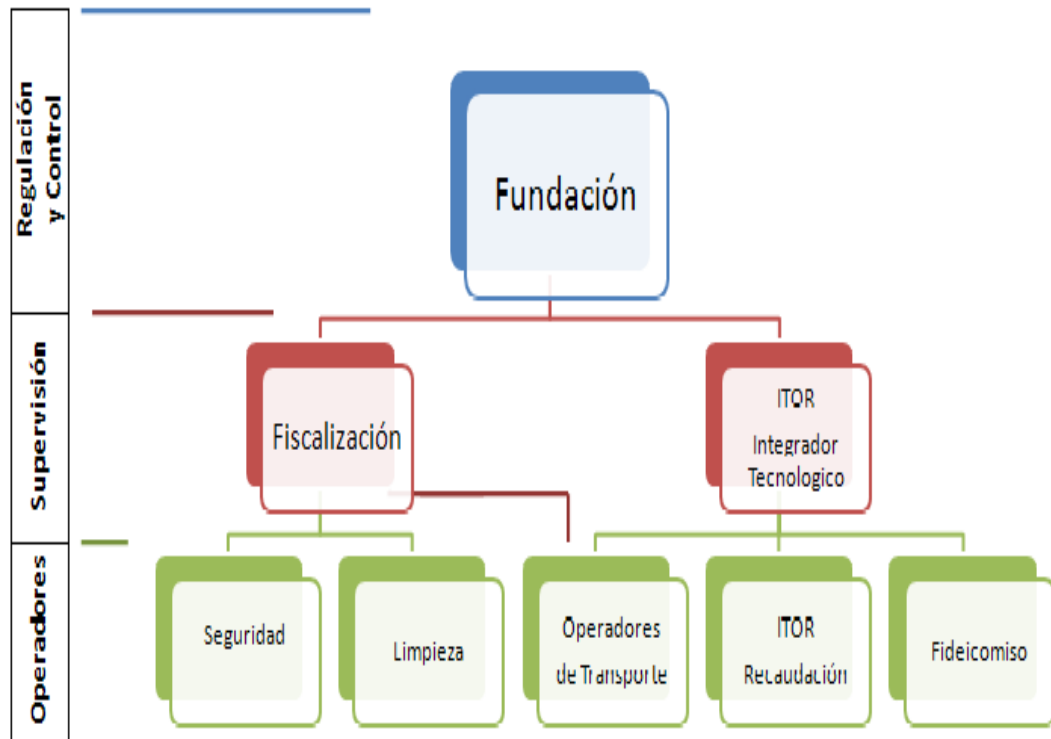 Regulación
y Control
Fundación
Supervisión
Fiscalización
ITOR
Integrador
Tecnologico
Operadores
Seguridad
Limpieza
Operadores
de Transporte
ITOR
Recaudación
Fideicomiso